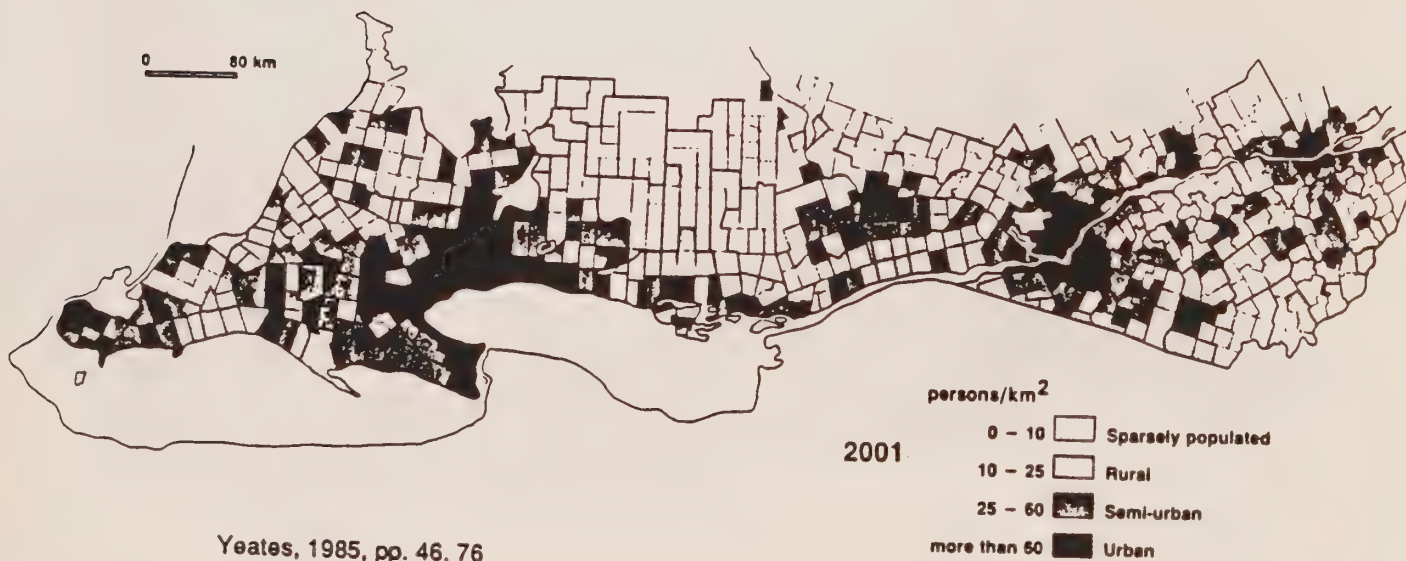 0 80 km
persons/km²
0 – 10 Sparsely populated
2001
10 – 25 Rural
25 – 60 Semi-urban
more than 60 Urban
Yeates, 1985, pp. 46, 76